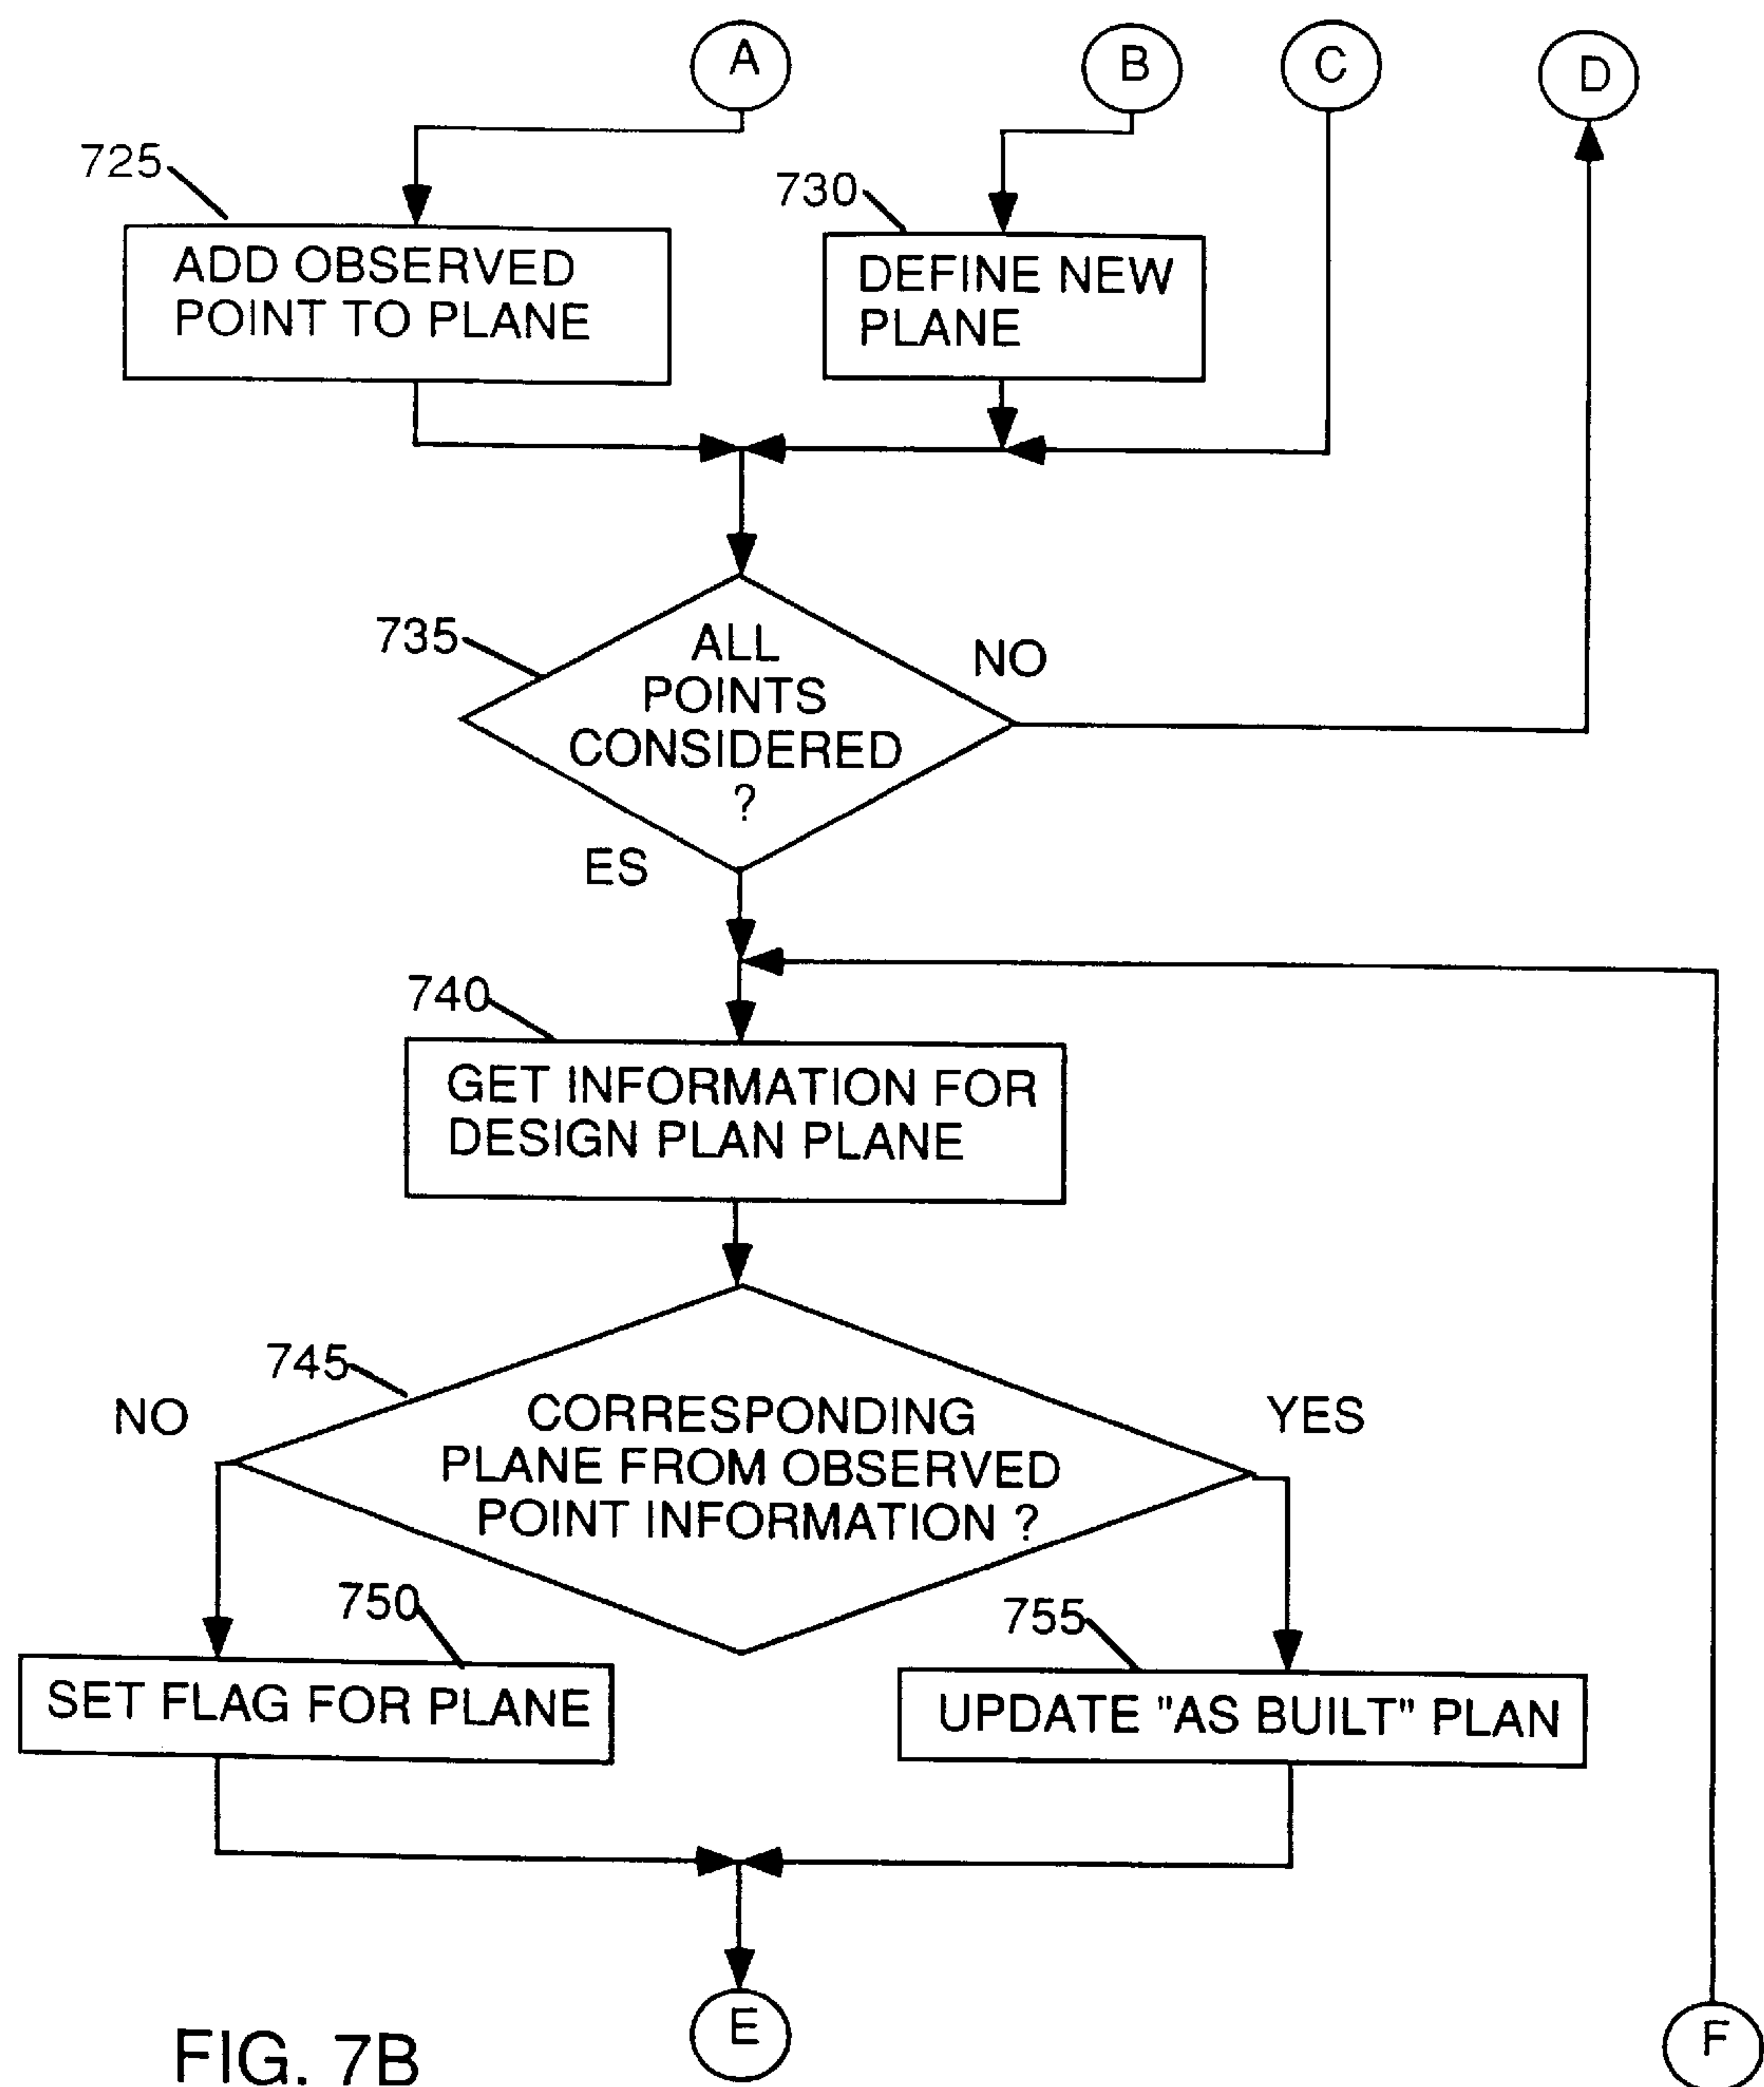 A
B
C
D
725
730
ADD OBSERVED
POINT TO PLANE
DEFINE NEW
PLANE
735
ALL
POINTS
CONSIDERED
?
NO
ES
740
GET INFORMATION FOR
DESIGN PLAN PLANE
745
NO
CORRESPONDING
PLANE FROM OBSERVED
POINT INFORMATION ?
YES
750
755
SET FLAG FOR PLANE
UPDATE "AS BUILT" PLAN
E
F
FIG. 7B